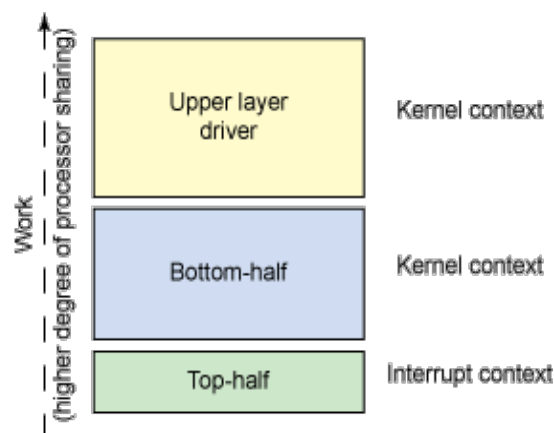 Work
(higher degree of processor sharing)
Upper layer
driver
Kernel context
Bottom-half
Kernel context
Top-half
Interrupt context